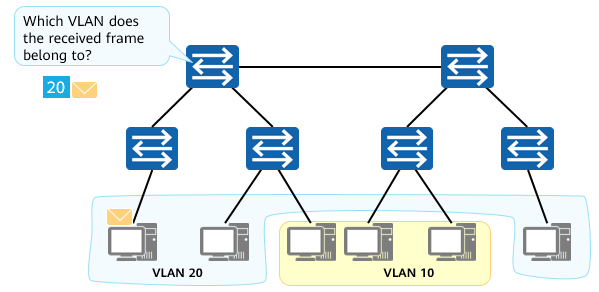 Which VLAN does
the received frame
belong to?
20
VLAN 20
VLAN 10